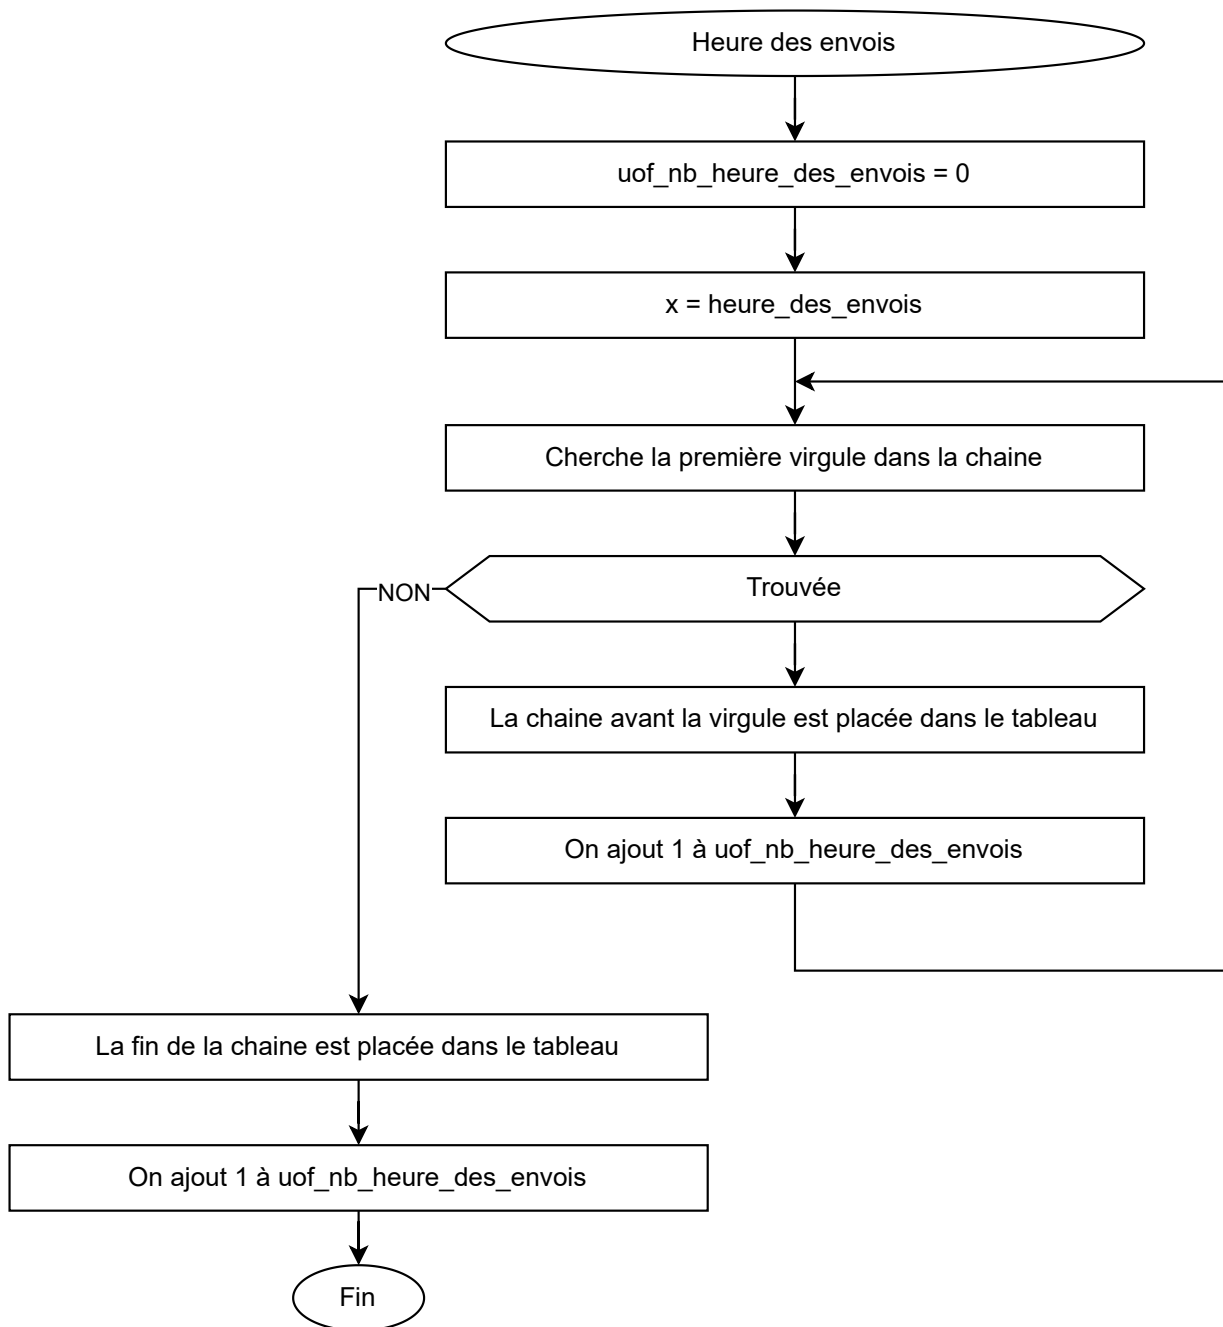 Heure des envois
uof_nb_heure_des_envois = 0
x = heure_des_envois
Cherche la première virgule dans la chaine
Trouvée
NON
La chaine avant la virgule est placée dans le tableau
On ajout 1 à uof_nb_heure_des_envois
La fin de la chaine est placée dans le tableau
On ajout 1 à uof_nb_heure_des_envois
Fin